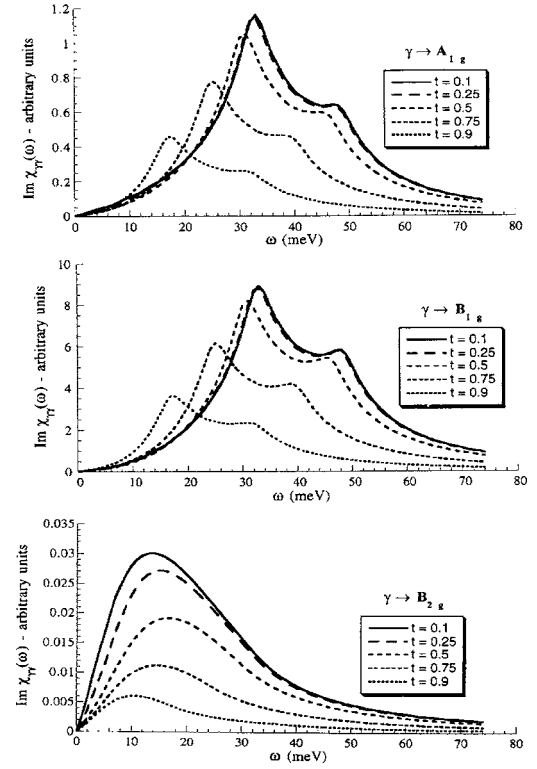 1.2
1
0.8
0.6
0.4
0.2
0
Im χγγ(ω) - arbitrary units
γ → A1 g
t = 0.1
t = 0.25
t = 0.5
t = 0.75
t = 0.9
0 10 20 30 40 50 60 70 80
ω (meV)
10
8
6
4
2
0
Im χγγ(ω) - arbitrary units
γ → B1 g
t = 0.1
t = 0.25
t = 0.5
t = 0.75
t = 0.9
0 10 20 30 40 50 60 70 80
ω (meV)
0.035
0.03
0.025
0.02
0.015
0.01
0.005
0
Im χγγ(ω) - arbitrary units
γ → B2 g
t = 0.1
t = 0.25
t = 0.5
t = 0.75
t = 0.9
0 10 20 30 40 50 60 70 80
ω (meV)